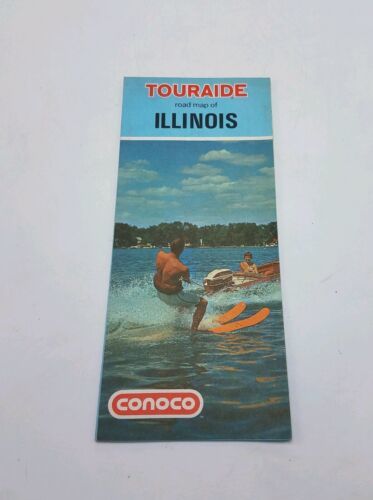 TOURAIDE
road map of
ILLINOIS
CONOCO